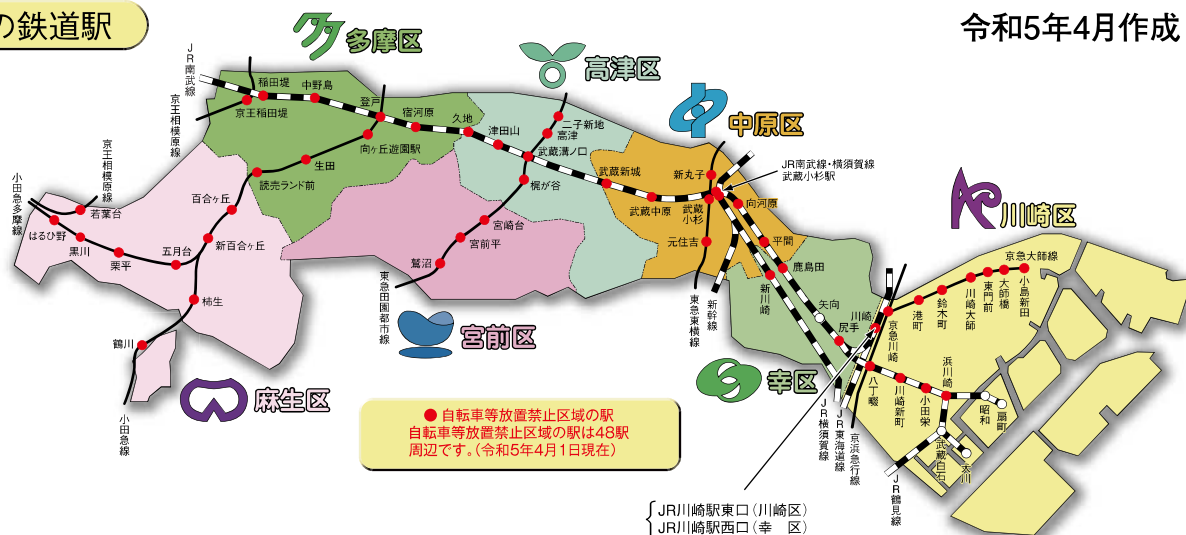 の鉄道駅
令和5年4月作成
多摩区
高津区
中原区
川崎区
宮前区
麻生区
幸区
JR南武線
京王相模原線
稲田堤
中野島
登戸
宿河原
久地
京王稲田堤
向ヶ丘遊園駅
生田
読売ランド前
津田山
二子新地
高津
武蔵溝ノ口
梶が谷
武蔵新城
武蔵中原
新丸子
武蔵
小杉
元住吉
JR南武線・横須賀線
武蔵小杉駅
向河原
平間
鹿島田
新川崎
矢向
尻手
川崎
京急川崎
京急大師線
港町
鈴木町
川崎大師
東門前
大師橋
小島新田
八丁畷
川崎新町
小田栄
浜川崎
昭和
扇町
武蔵白石
大川
小田急多摩線
京王相模原線
若葉台
はるひ野
黒川
栗平
五月台
百合ヶ丘
新百合ヶ丘
柿生
鶴川
小田急線
宮崎台
宮前平
鷺沼
東急田園都市線
東急東横線
新幹線
JR横須賀線
JR東海道線
京浜急行線
JR鶴見線
●自転車等放置禁止区域の駅
自転車等放置禁止区域の駅は48駅
周辺です。(令和5年4月1日現在)
JR川崎駅東口(川崎区)
JR川崎駅西口(幸 区)